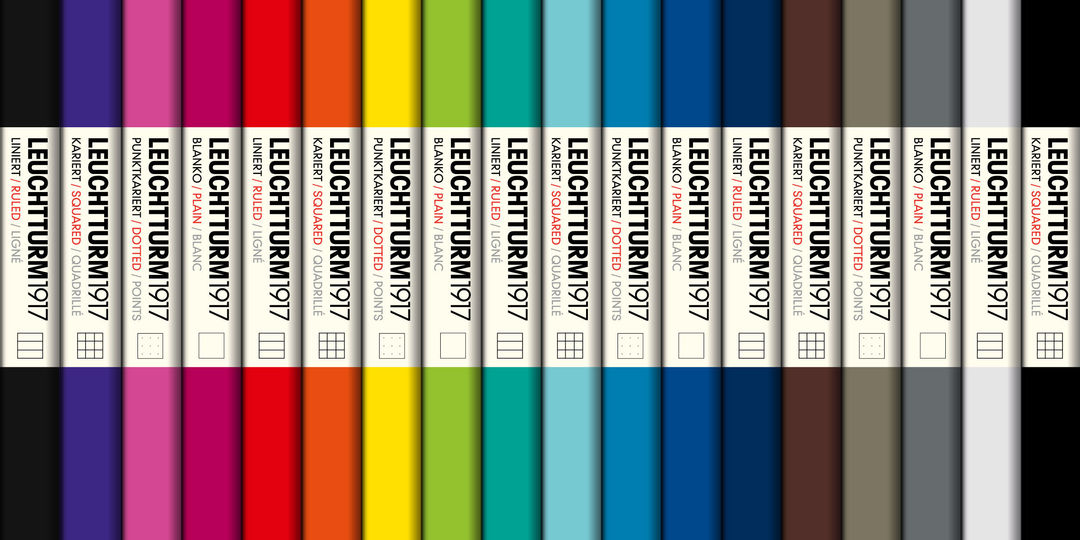 LEUCHTTURM1917
LINIERT / RULED / LIGNÉ
LEUCHTTURM1917
KARIERT / SQUARED / QUADRILLÉ
LEUCHTTURM1917
PUNKTKARIERT / DOTTED / POINTS
LEUCHTTURM1917
BLANKO / PLAIN / BLANC
LEUCHTTURM1917
LINIERT / RULED / LIGNÉ
LEUCHTTURM1917
KARIERT / SQUARED / QUADRILLÉ
LEUCHTTURM1917
PUNKTKARIERT / DOTTED / POINTS
LEUCHTTURM1917
BLANKO / PLAIN / BLANC
LEUCHTTURM1917
LINIERT / RULED / LIGNÉ
LEUCHTTURM1917
KARIERT / SQUARED / QUADRILLÉ
LEUCHTTURM1917
PUNKTKARIERT / DOTTED / POINTS
LEUCHTTURM1917
BLANKO / PLAIN / BLANC
LEUCHTTURM1917
LINIERT / RULED / LIGNÉ
LEUCHTTURM1917
KARIERT / SQUARED / QUADRILLÉ
LEUCHTTURM1917
PUNKTKARIERT / DOTTED / POINTS
LEUCHTTURM1917
BLANKO / PLAIN / BLANC
LEUCHTTURM1917
LINIERT / RULED / LIGNÉ
LEUCHTTURM1917
KARIERT / SQUARED / QUADRILLÉ